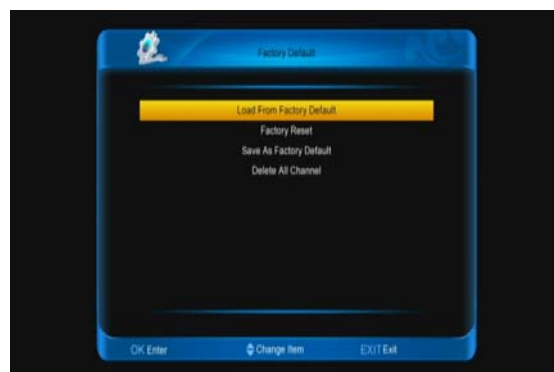 Factory Default
Load From Factory Default
Factory Reset
Save As Factory Default
Delete All Channel
OK Enter Change Item EXIT Exit